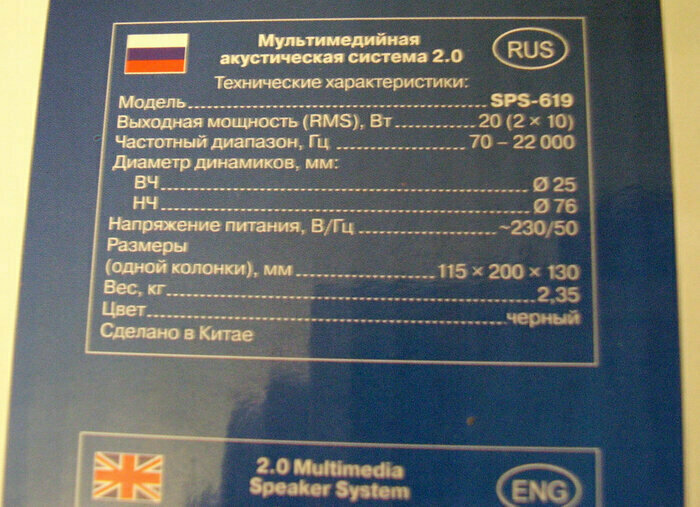 Мультимедийная
акустическая система 2.0
RUS
Технические характеристики:
Модель SPS-619
Выходная мощность (RMS), Вт 20 (2 × 10)
Частотный диапазон, Гц 70 – 22 000
Диаметр динамиков, мм:
ВЧ Ø 25
НЧ Ø 76
Напряжение питания, В/Гц ~230/50
Размеры
(одной колонки), мм 115 × 200 × 130
Вес, кг 2,35
Цвет черный
Сделано в Китае
2.0 Multimedia
Speaker System
ENG